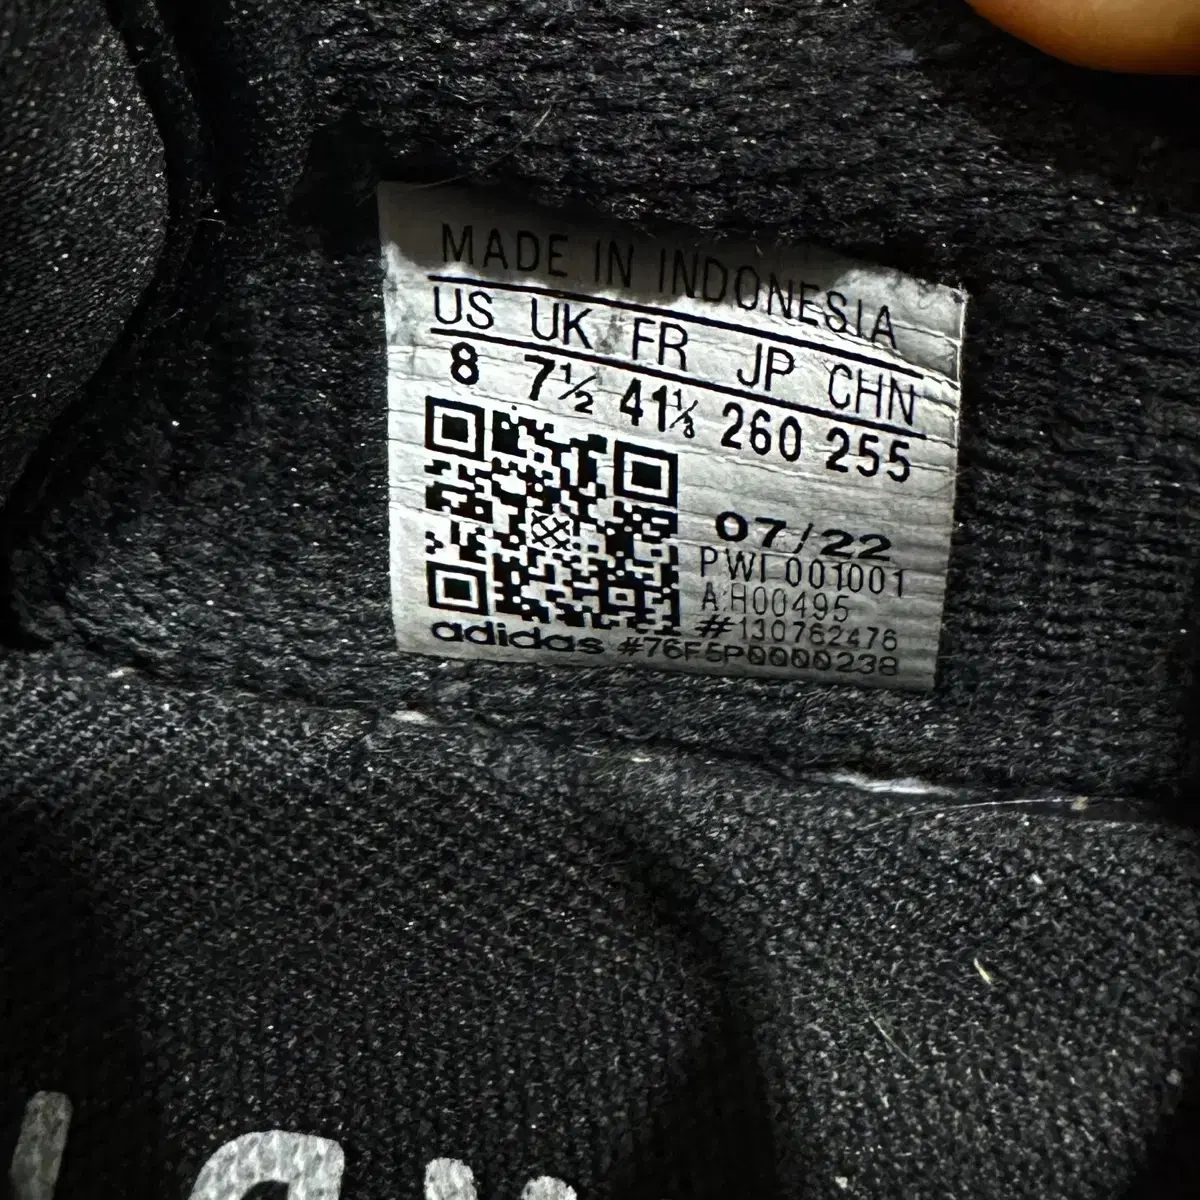 MADE IN INDONESIA
US UK FR JP CHN
8 7½ 41⅓ 260 255
07/22
PWI 001001
AH00495
#130762476
adidas #76F5P0000238